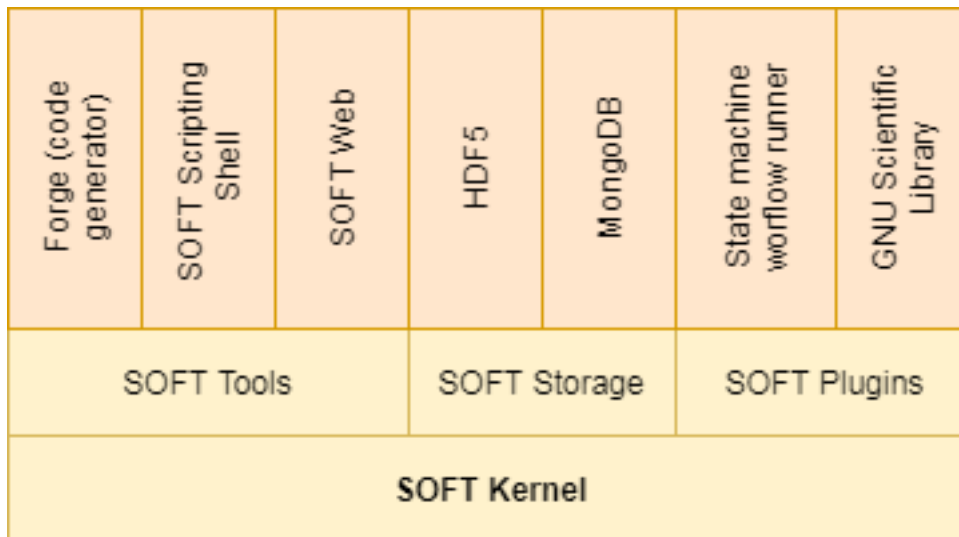 Forge (code
generator)
SOFT Scripting
Shell
SOFT Web
HDF5
MongoDB
State machine
worflow runner
GNU Scientific
Library
SOFT Tools
SOFT Storage
SOFT Plugins
SOFT Kernel